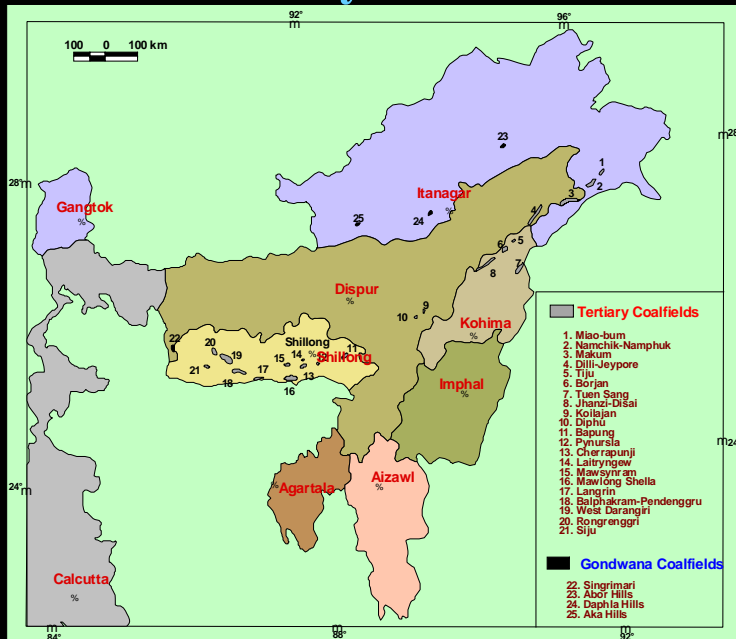 92°
m
96°
m
100 0 100 km
23
28°
m
1
2
3
28°
m
Itanagar
%
Gangtok
%
25
24
4
5
6
7
8
Dispur
%
9
10
Kohima
%
22
20
19
21
18
17
15
14
Shillong
%
Shillong
12
11
13
16
Imphal
%
Tertiary Coalfields
1. Miao-bum
2. Namchik-Namphuk
3. Makum
4. Dilli-Jeypore
5. Tiju
6. Borjan
7. Tuen Sang
8. Jhanzi-Disai
9. Koilajan
10. Diphu
11. Bapung
12. Pynursla
13. Cherrapunji
14. Laitryngew
15. Mawsynram
16. Mawlong Shella
17. Langrin
18. Balphakram-Pendenggru
19. West Darangiri
20. Rongrenggri
21. Siju
24°
m
24°
m
% Agartala
Aizawl
%
Gondwana Coalfields
22. Singrimari
23. Abor Hills
24. Daphla Hills
25. Aka Hills
Calcutta
%
m
84°
m
88°
m
92°